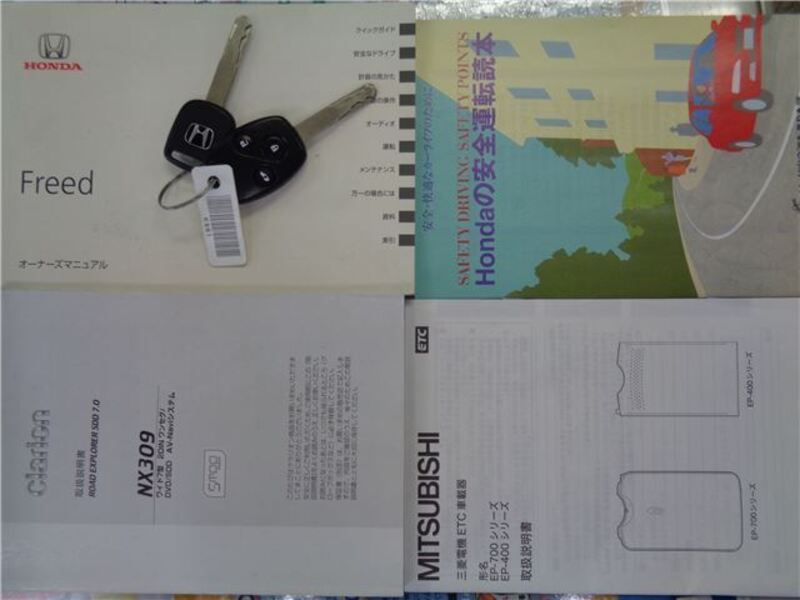 HONDA
Freed
オーナーズマニュアル
クイックガイド
安全なドライブ
計器の見かた
の操作
オーディオ
運転
メンテナンス
万一の場合には
資料
索引
安全・快適なカーライフのために
SAFETY DRIVING SAFETY POINTS
Hondaの安全運転読本
Clarion
取扱説明書
ROAD EXPLORER SDD 7.0
NX309
ワイド7型 2DIN ワンセグ/
DVD/SDD AV-Naviシステム
ETC
MITSUBISHI
三菱電機 ETC 車載器
形名
EP-700 シリーズ
EP-400 シリーズ
取扱説明書
EP-400 シリーズ
EP-700 シリーズ